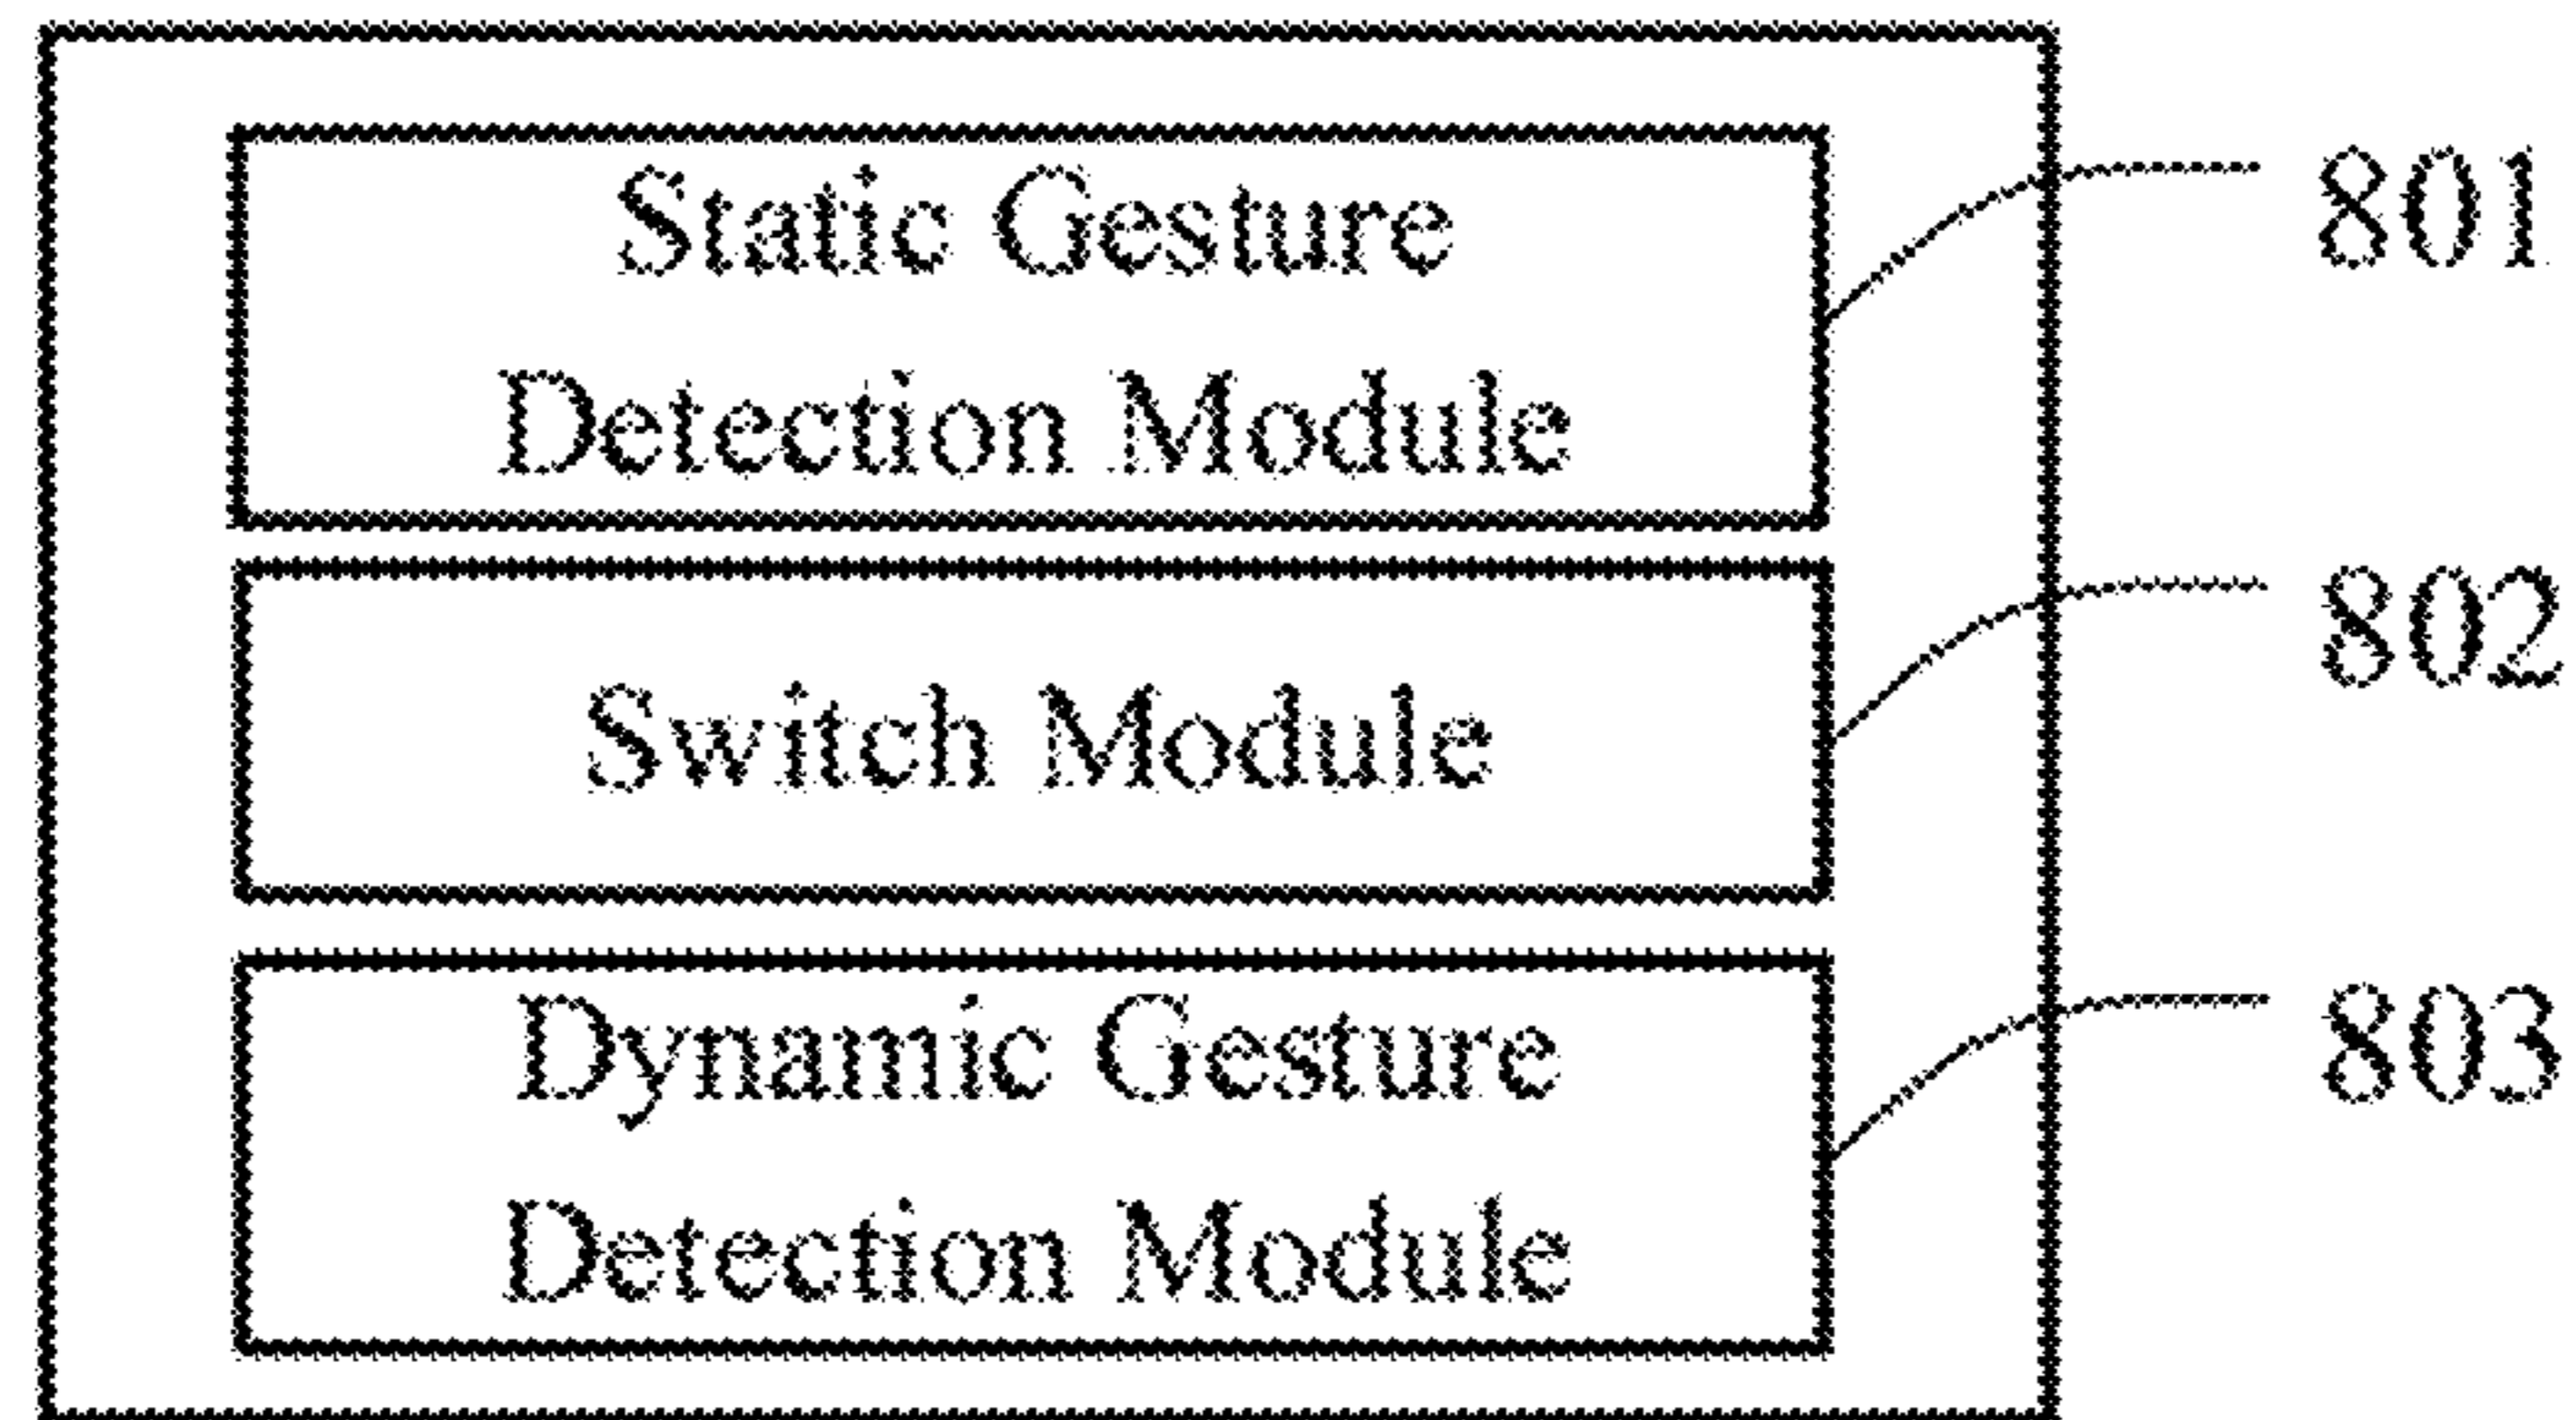 Static Gesture
Detection Module
801
Switch Module
802
Dynamic Gesture
Detection Module
803